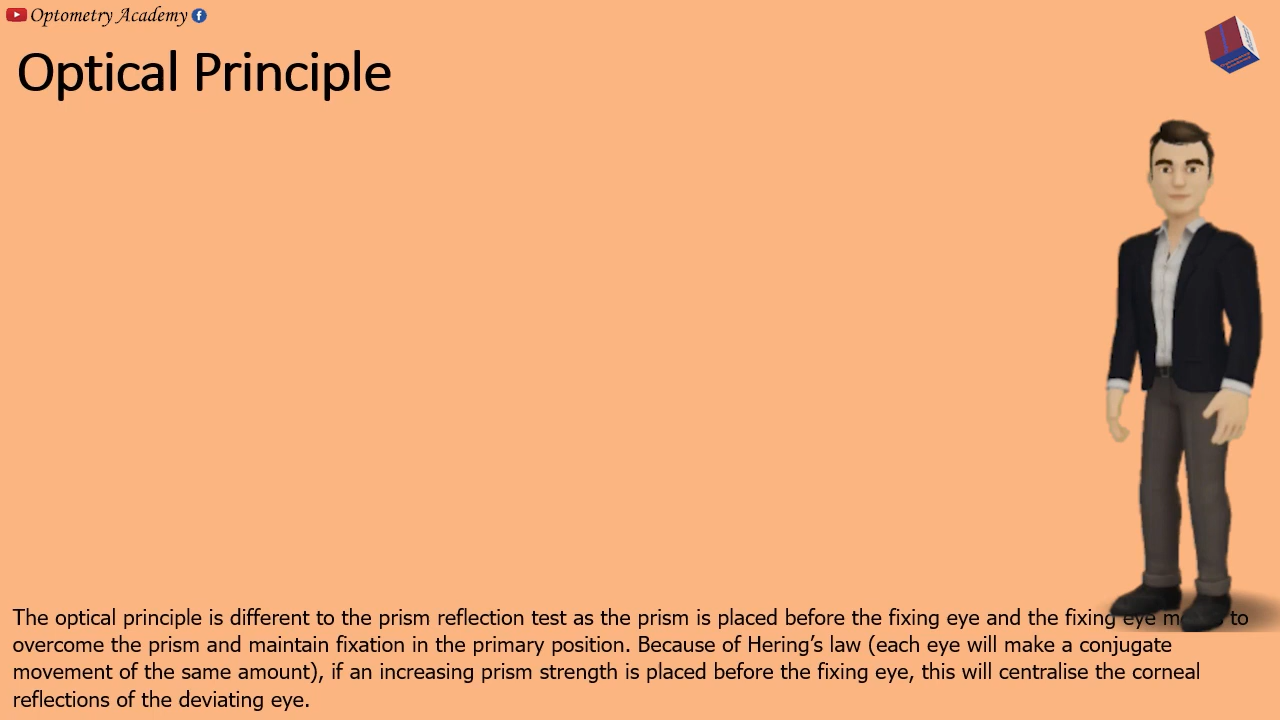 Optometry Academy
Optical Principle
The optical principle is different to the prism reflection test as the prism is placed before the fixing eye and the fixing eye to
overcome the prism and maintain fixation in the primary position. Because of Hering’s law (each eye will make a conjugate
movement of the same amount), if an increasing prism strength is placed before the fixing eye, this will centralise the corneal
reflections of the deviating eye.